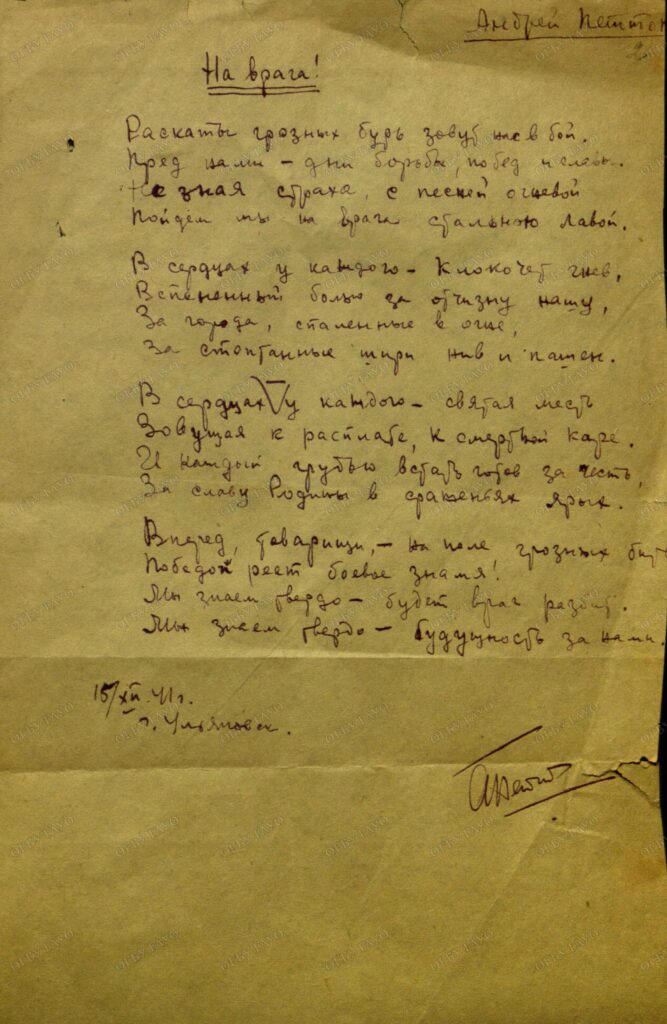 Андрей
2
На врага!
Раскаты грозных бурь зовут нас в бой.
Пред нами – дни борьбы, побед и славы.
Не зная страха, с песней огневой
Пойдем мы на врага стальною лавой.
В сердцах у каждого – клокочет гнев,
Вспененный болью за отчизну нашу,
За города, спаленные в огне,
За стоптанные шири нив и пашен.
В сердцах у каждого – святая месть
Зовущая к расплате, к смертной каре.
И каждый грудью встать готов за честь,
За славу Родины в сраженьях ярых.
Вперед, товарищи, – на поле грозных битв
Победой реет боевое знамя!
Мы знаем твердо – будет враг разбит.
Мы знаем твердо – будущность за нами.
15/XII 41 г.
г. Ульяновск.